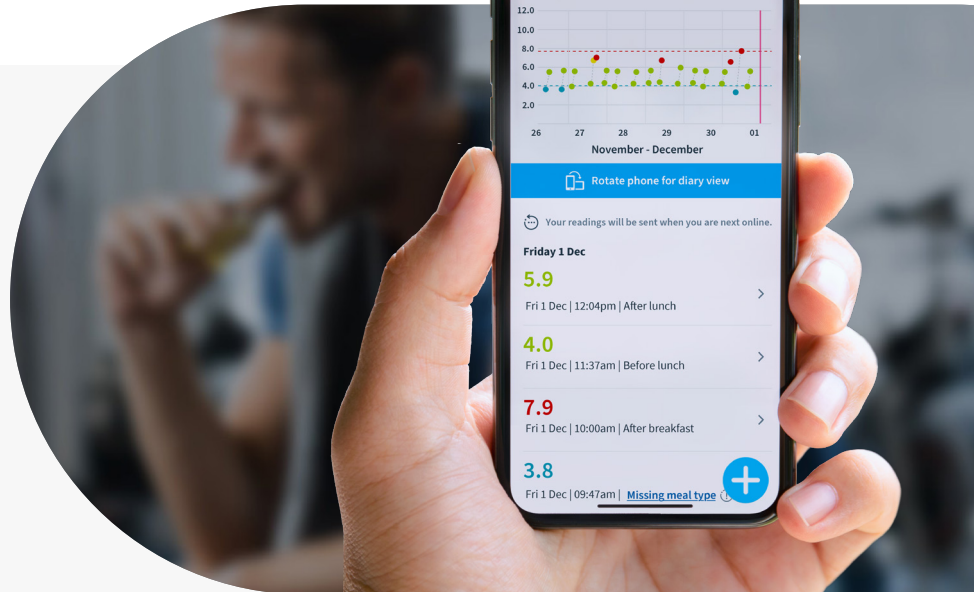 12.0
10.0
8.0
6.0
4.0
2.0
26 27 28 29 30 01
November - December
Rotate phone for diary view
Your readings will be sent when you are next online.
Friday 1 Dec
5.9
Fri 1 Dec | 12:04pm | After lunch
4.0
Fri 1 Dec | 11:37am | Before lunch
7.9
Fri 1 Dec | 10:00am | After breakfast
3.8
Fri 1 Dec | 09:47am | Missing meal type